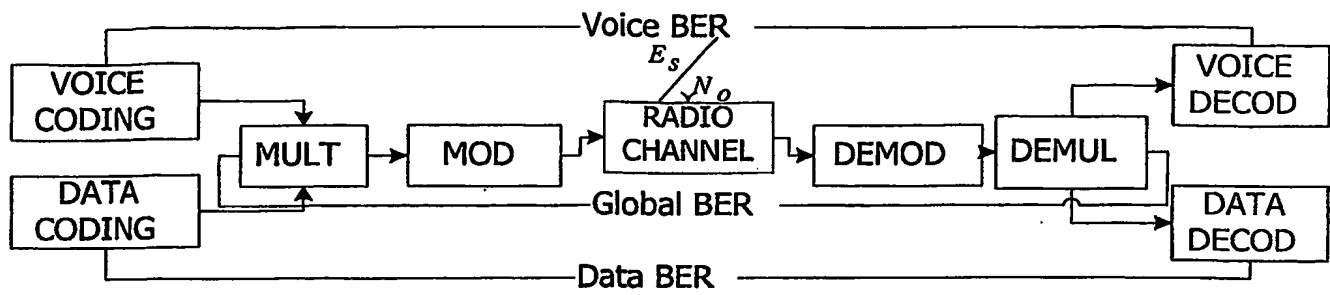 Voice BER
E_s
N_o
VOICE
CODING
VOICE
DECOD
MULT
MOD
RADIO
CHANNEL
DEMOD
DEMUL
DATA
CODING
Global BER
DATA
DECOD
Data BER